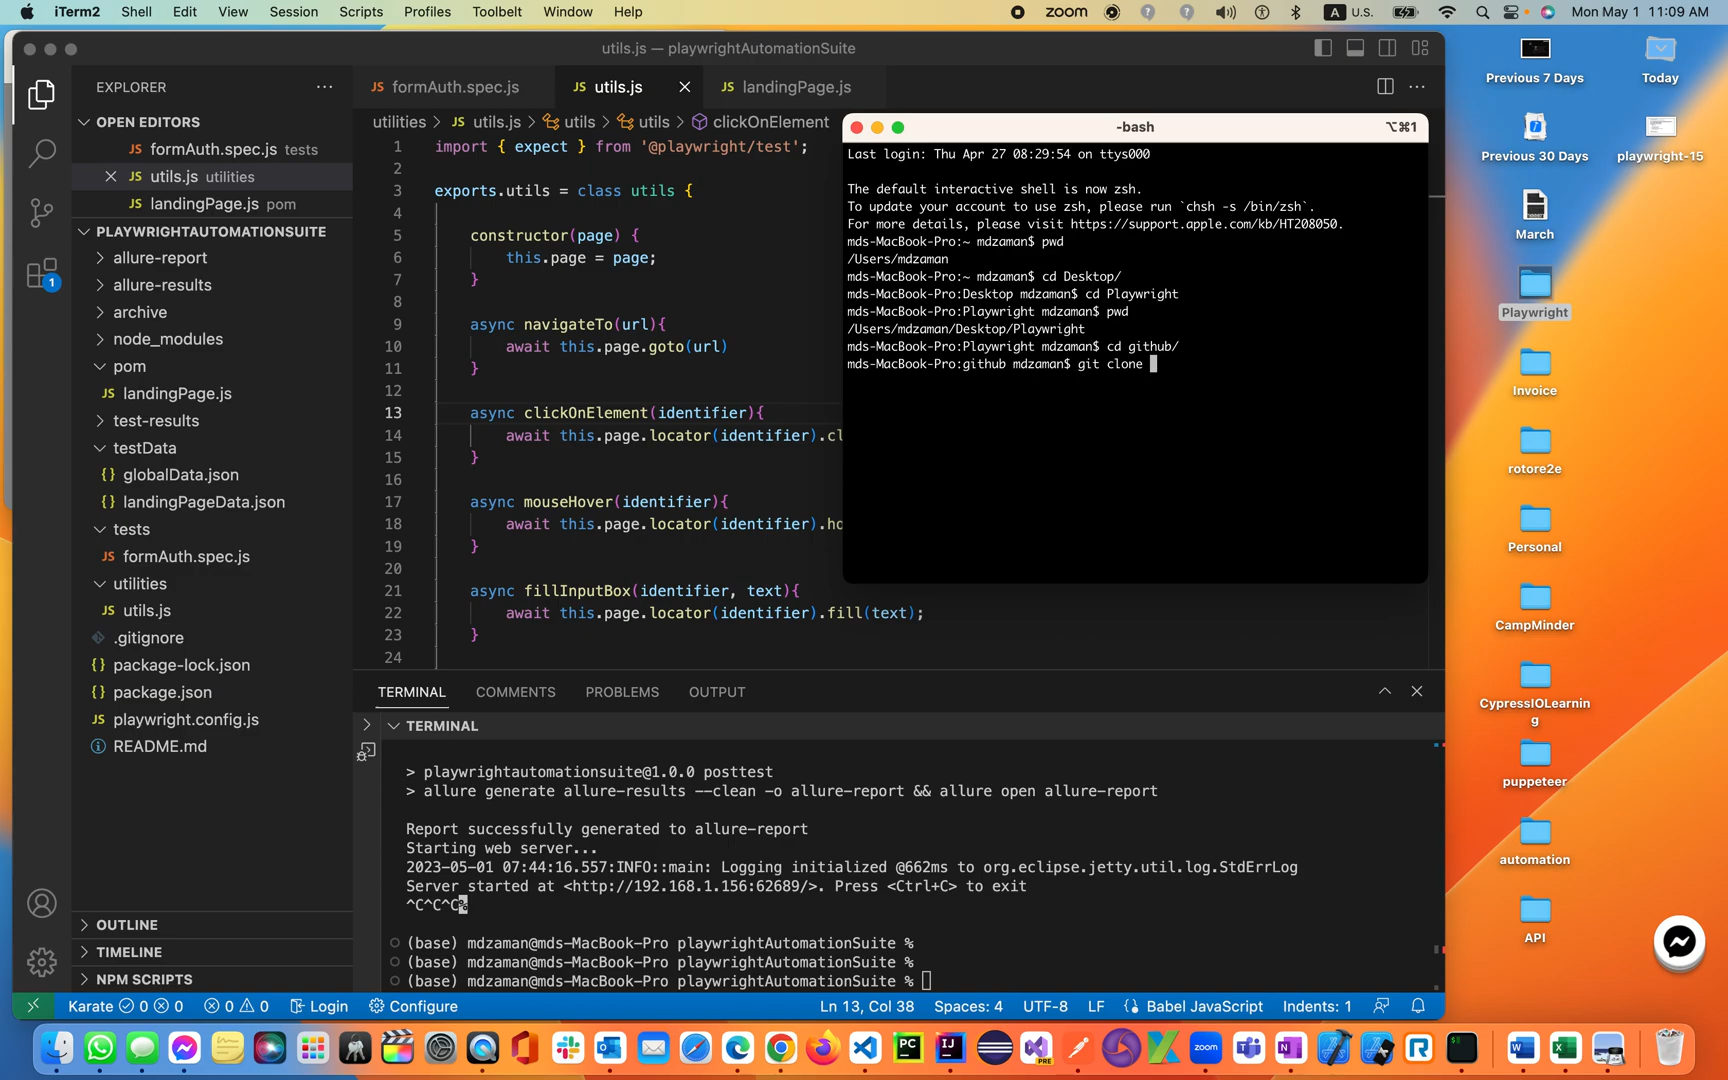 iTerm2 Shell Edit View Session Scripts Profiles Toolbelt Window Help
zoom A U.S. Mon May 1 11:09 AM
utils.js — playwrightAutomationSuite
EXPLORER
OPEN EDITORS
JS formAuth.spec.js tests
JS utils.js utilities
JS landingPage.js pom
PLAYWRIGHTAUTOMATIONSUITE
allure-report
allure-results
archive
node_modules
pom
JS landingPage.js
test-results
testData
{} globalData.json
{} landingPageData.json
tests
JS formAuth.spec.js
utilities
JS utils.js
.gitignore
{} package-lock.json
{} package.json
JS playwright.config.js
README.md
OUTLINE
TIMELINE
NPM SCRIPTS
1
JS formAuth.spec.js JS utils.js JS landingPage.js
utilities > JS utils.js > utils > utils > clickOnElement
1 import { expect } from '@playwright/test';
2
3 exports.utils = class utils {
4
5 constructor(page) {
6 this.page = page;
7 }
8
9 async navigateTo(url){
10 await this.page.goto(url)
11 }
12
13 async clickOnElement(identifier){
14 await this.page.locator(identifier).cl
15 }
16
17 async mouseHover(identifier){
18 await this.page.locator(identifier).ho
19 }
20
21 async fillInputBox(identifier, text){
22 await this.page.locator(identifier).fill(text);
23 }
24
-bash ⌥⌘1
Last login: Thu Apr 27 08:29:54 on ttys000
The default interactive shell is now zsh.
To update your account to use zsh, please run `chsh -s /bin/zsh`.
For more details, please visit https://support.apple.com/kb/HT208050.
mds-MacBook-Pro:~ mdzaman$ pwd
/Users/mdzaman
mds-MacBook-Pro:~ mdzaman$ cd Desktop/
mds-MacBook-Pro:Desktop mdzaman$ cd Playwright
mds-MacBook-Pro:Playwright mdzaman$ pwd
/Users/mdzaman/Desktop/Playwright
mds-MacBook-Pro:Playwright mdzaman$ cd github/
mds-MacBook-Pro:github mdzaman$ git clone
TERMINAL COMMENTS PROBLEMS OUTPUT
TERMINAL
> playwrightautomationsuite@1.0.0 posttest
> allure generate allure-results --clean -o allure-report && allure open allure-report
Report successfully generated to allure-report
Starting web server...
2023-05-01 07:44:16.557:INFO::main: Logging initialized @662ms to org.eclipse.jetty.util.log.StdErrLog
Server started at <http://192.168.1.156:62689/>. Press <Ctrl+C> to exit
^C^C^C%
(base) mdzaman@mds-MacBook-Pro playwrightAutomationSuite %
(base) mdzaman@mds-MacBook-Pro playwrightAutomationSuite %
(base) mdzaman@mds-MacBook-Pro playwrightAutomationSuite %
Karate 0 0 0 0 Login Configure Ln 13, Col 38 Spaces: 4 UTF-8 LF {} Babel JavaScript Indents: 1
Previous 7 Days
Today
Previous 30 Days
playwright-15
March
Playwright
Invoice
rotore2e
Personal
CampMinder
CypressIOLearnin
g
puppeteer
automation
API
PC IJ PRE zoom N R W X